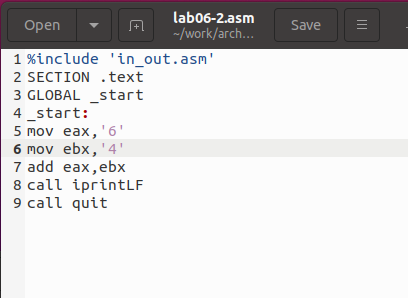 Open
lab06-2.asm
~/work/arch...
Save
1 %include 'in_out.asm'
2 SECTION .text
3 GLOBAL _start
4 _start:
5 mov eax,'6'
6 mov ebx,'4'
7 add eax,ebx
8 call iprintLF
9 call quit